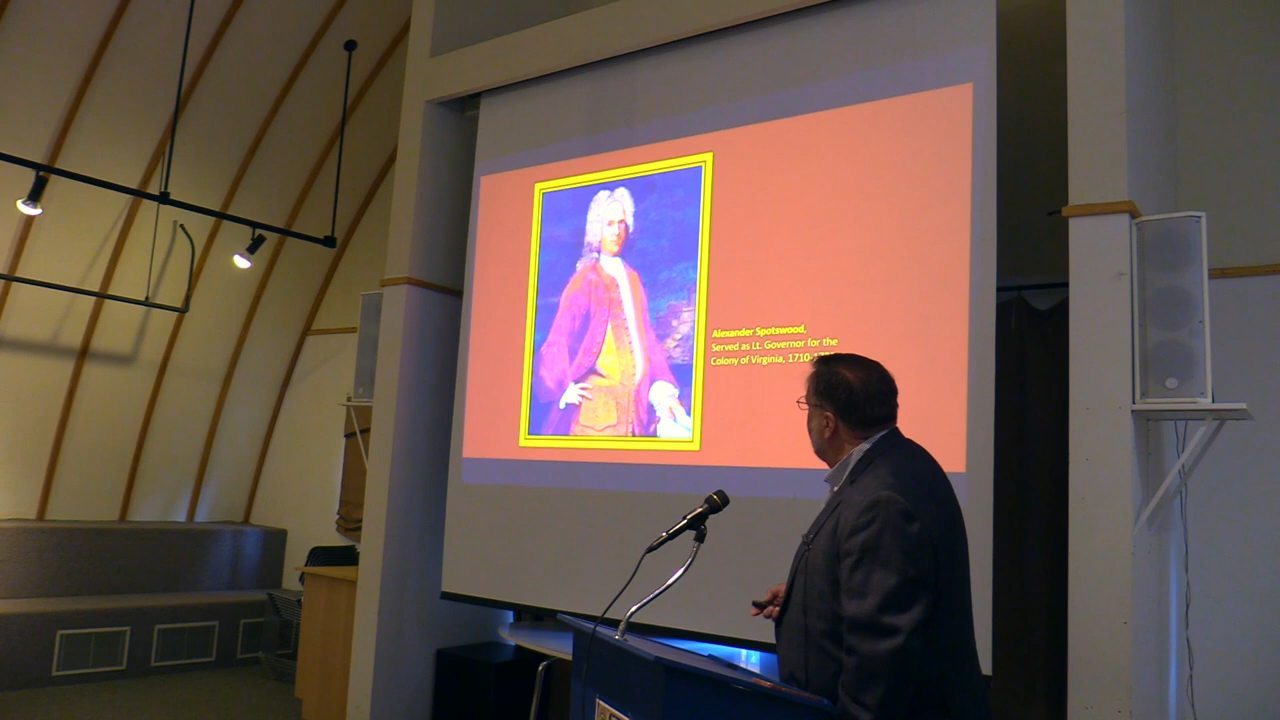 Alexander Spotswood,
Served as Lt. Governor for the
Colony of Virginia, 1710-